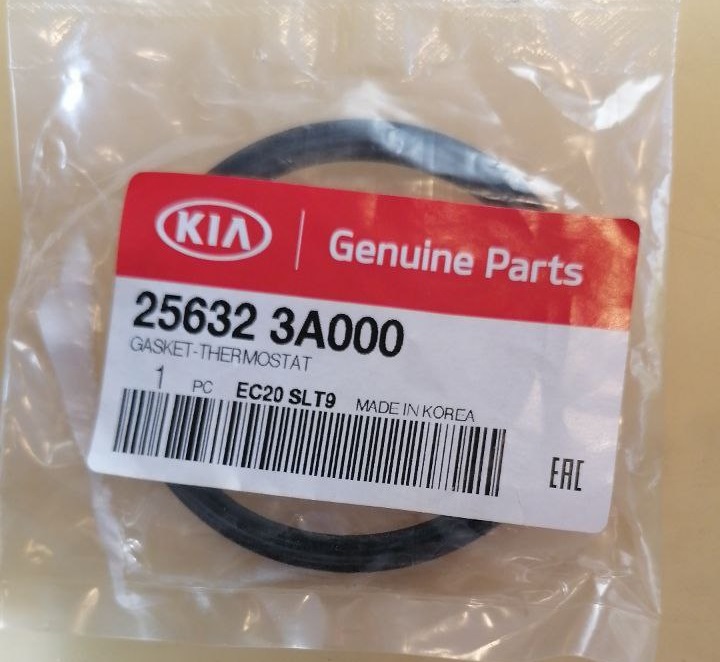 KIA Genuine Parts
25632 3A000
GASKET-THERMOSTAT
1 PC EC20 SLT9 MADE IN KOREA
EAC